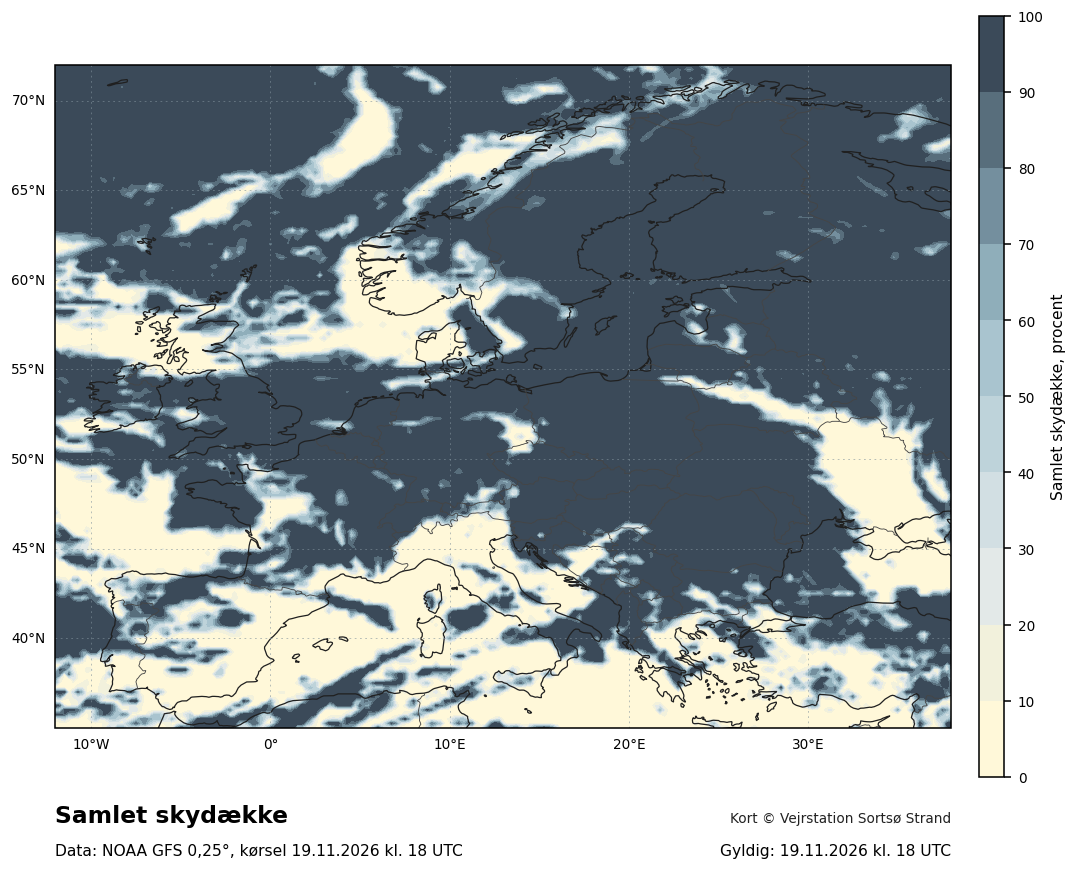 100
90
80
70
60
50
40
30
20
10
0
Samlet skydække, procent
70°N
65°N
60°N
55°N
50°N
45°N
40°N
10°W
0°
10°E
20°E
30°E
Samlet skydække
Kort © Vejrstation Sortsø Strand
Data: NOAA GFS 0,25°, kørsel 19.11.2026 kl. 18 UTC
Gyldig: 19.11.2026 kl. 18 UTC